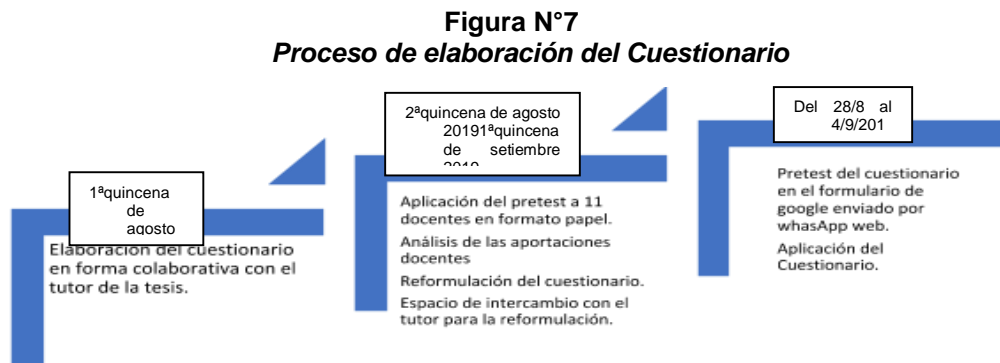 Figura N°7
Proceso de elaboración del Cuestionario
1ªquincena
de
agosto
Elaboración del cuestionario
en forma colaborativa con el
tutor de la tesis.
2ªquincena de agosto
20191ªquincena
de setiembre
2019
Aplicación del pretest a 11
docentes en formato papel.
Análisis de las aportaciones
docentes
Reformulación del cuestionario.
Espacio de intercambio con el
tutor para la reformulación.
Del 28/8 al
4/9/201
Pretest del cuestionario
en el formulario de
google enviado por
whasApp web.
Aplicación del
Cuestionario.